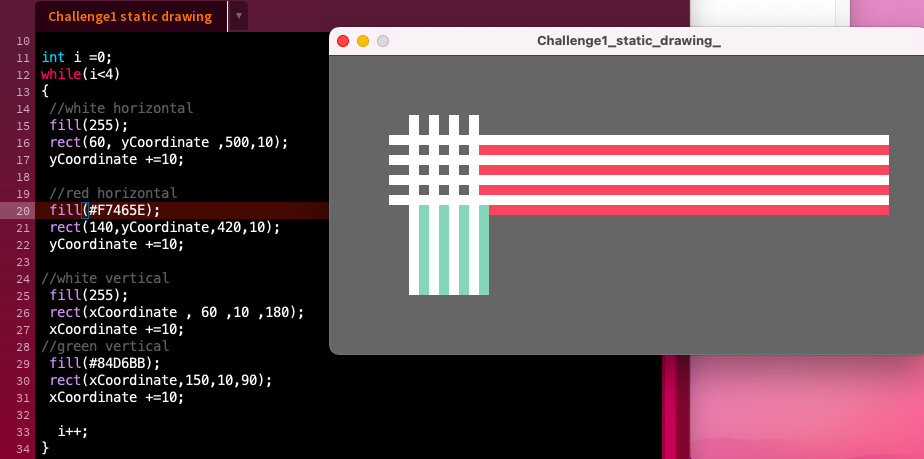 Challenge1 static drawing ▼
Challenge1_static_drawing_
10
11 int i =0;
12 while(i<4)
13 {
14 //white horizontal
15 fill(255);
16 rect(60, yCoordinate ,500,10);
17 yCoordinate +=10;
18
19 //red horizontal
20 fill(#F7465E);
21 rect(140,yCoordinate,420,10);
22 yCoordinate +=10;
23
24 //white vertical
25 fill(255);
26 rect(xCoordinate , 60 ,10 ,180);
27 xCoordinate +=10;
28 //green vertical
29 fill(#84D6BB);
30 rect(xCoordinate,150,10,90);
31 xCoordinate +=10;
32
33 i++;
34 }